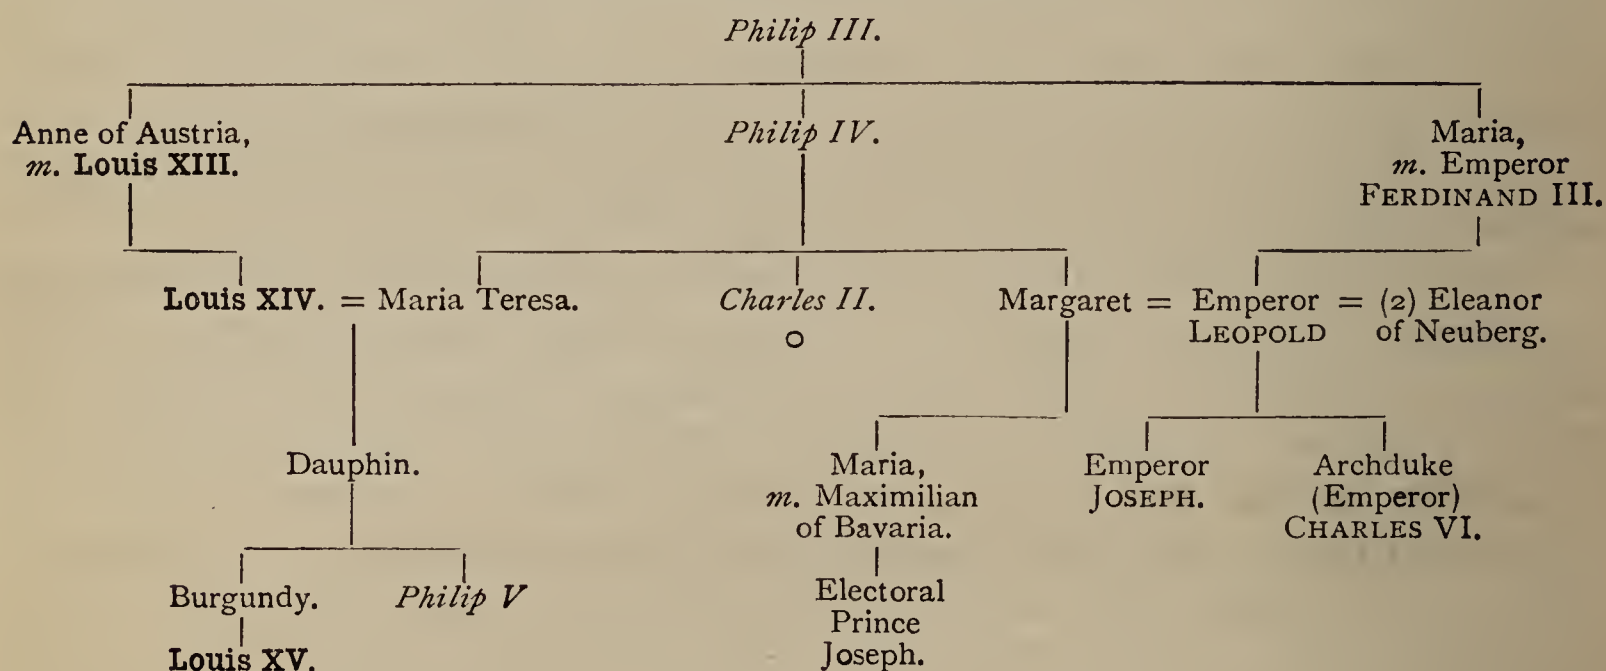 Philip III.
Anne of Austria,
m. Louis XIII.
Philip IV.
Maria,
m. Emperor
FERDINAND III.
Louis XIV. = Maria Teresa.
Charles II.
O
Margaret = Emperor = (2) Eleanor
LEOPOLD of Neuberg.
Dauphin.
Maria,
m. Maximilian
of Bavaria.
Emperor
JOSEPH.
Archduke
(Emperor)
CHARLES VI.
Burgundy. Philip V
Electoral
Prince
Joseph.
Louis XV.